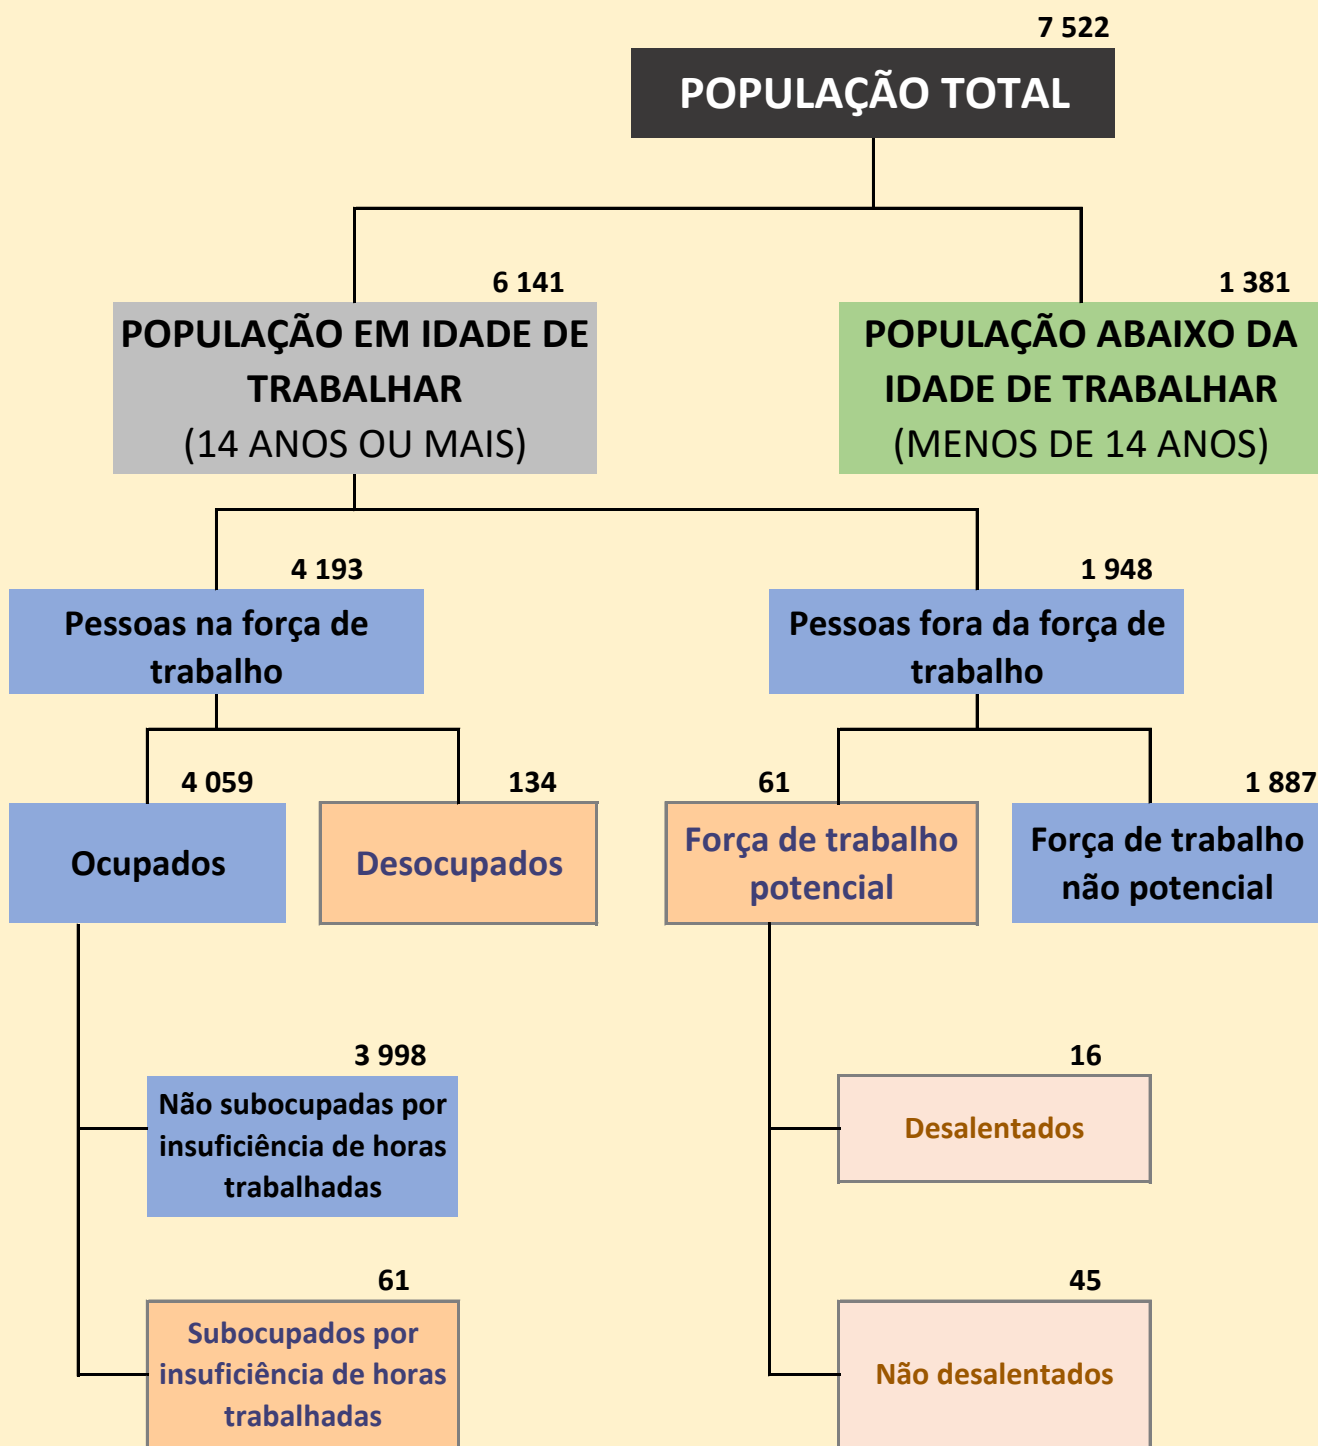 7 522
POPULAÇÃO TOTAL
6 141
POPULAÇÃO EM IDADE DE
TRABALHAR
(14 ANOS OU MAIS)
1 381
POPULAÇÃO ABAIXO DA
IDADE DE TRABALHAR
(MENOS DE 14 ANOS)
4 193
Pessoas na força de
trabalho
1 948
Pessoas fora da força de
trabalho
4 059
Ocupados
134
Desocupados
61
Força de trabalho
potencial
1 887
Força de trabalho
não potencial
3 998
Não subocupadas por
insuficiência de horas
trabalhadas
16
Desalentados
61
Subocupados por
insuficiência de horas
trabalhadas
45
Não desalentados